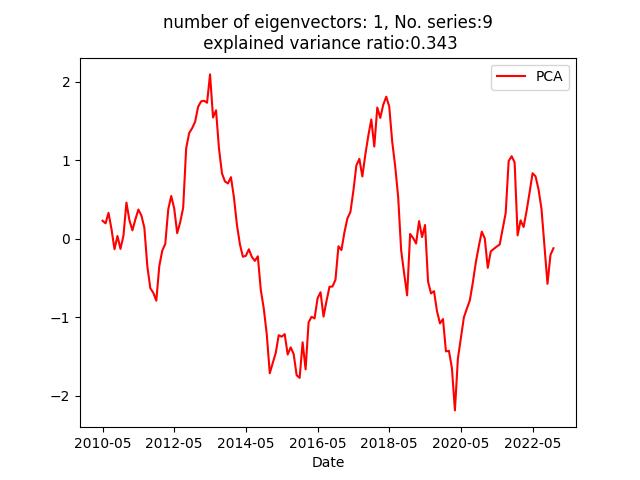 number of eigenvectors: 1, No. series:9
explained variance ratio:0.343
PCA
2
1
0
−1
−2
2010-05 2012-05 2014-05 2016-05 2018-05 2020-05 2022-05
Date